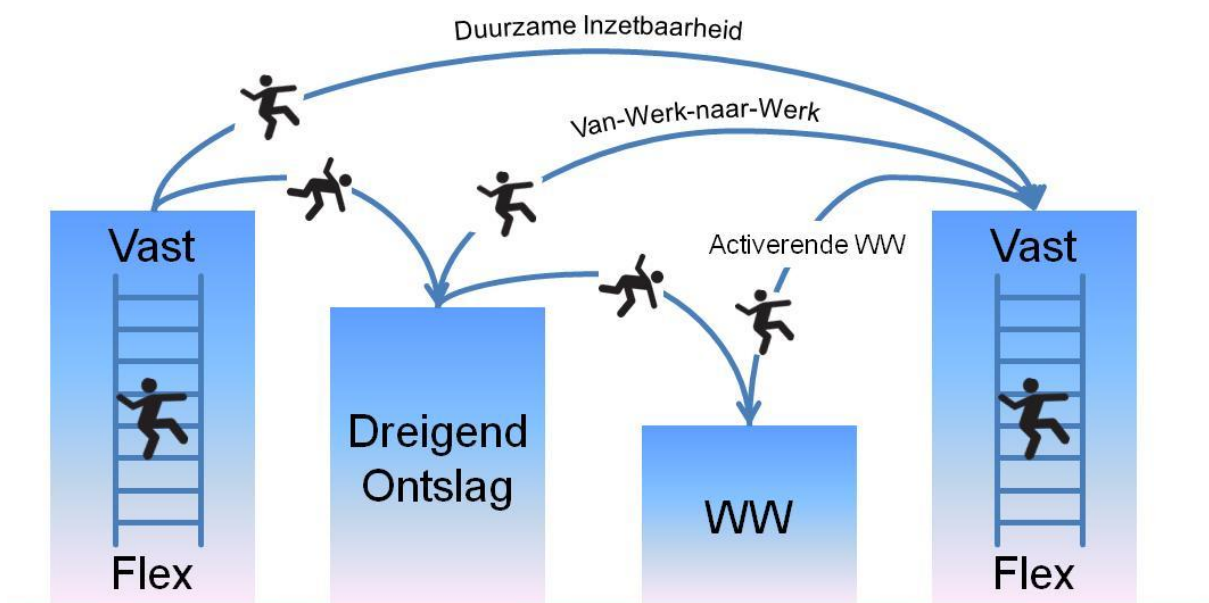 Duurzame Inzetbaarheid
Van-Werk-naar-Werk
Activerende WW
Vast
Flex
Dreigend
Ontslag
WW
Vast
Flex